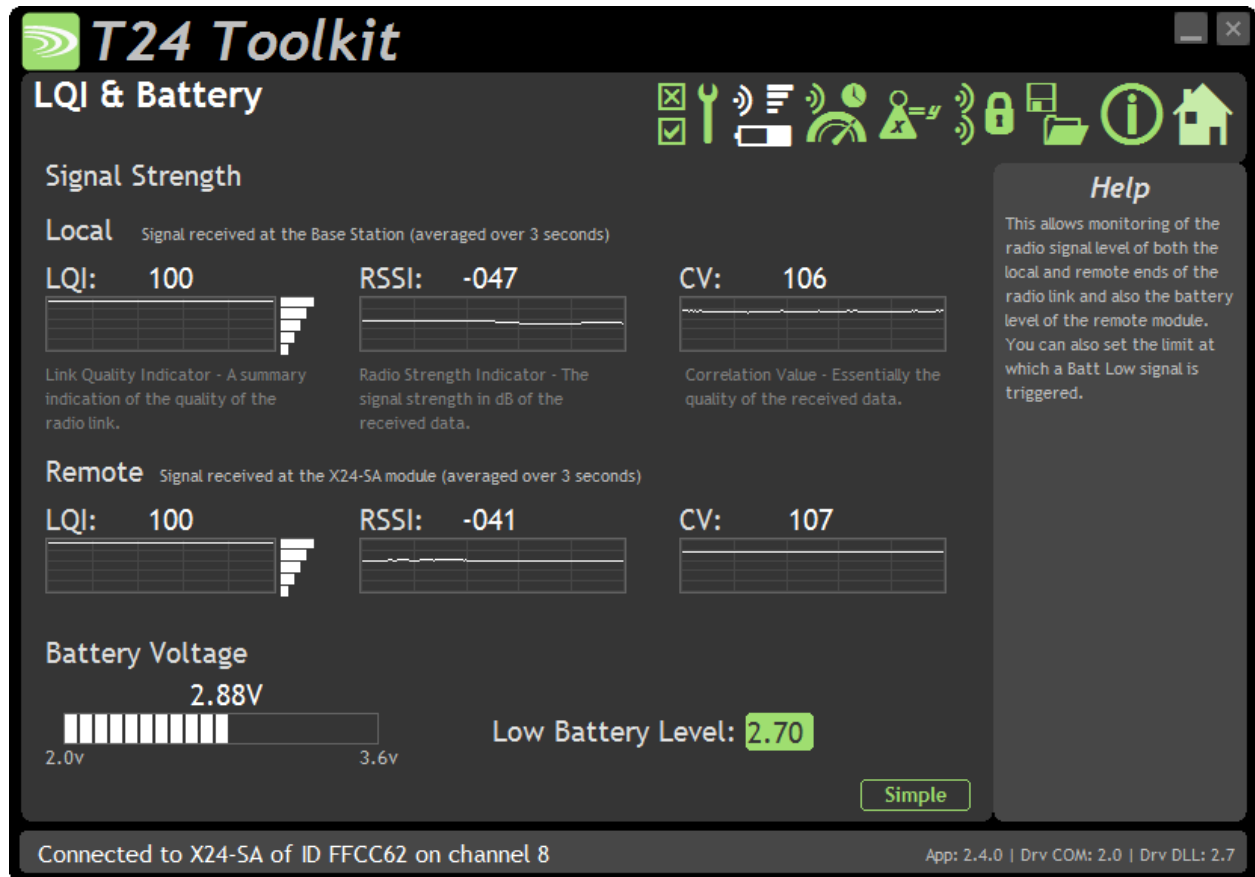 T24 Toolkit
LQI & Battery
x=y
Signal Strength
Local Signal received at the Base Station (averaged over 3 seconds)
LQI: 100 RSSI: -047 CV: 106
Link Quality Indicator - A summary
indication of the quality of the
radio link.
Radio Strength Indicator - The
signal strength in dB of the
received data.
Correlation Value - Essentially the
quality of the received data.
Remote Signal received at the X24-SA module (averaged over 3 seconds)
LQI: 100 RSSI: -041 CV: 107
Battery Voltage
2.88V
2.0v 3.6v
Low Battery Level: 2.70
Simple
Help
This allows monitoring of the
radio signal level of both the
local and remote ends of the
radio link and also the battery
level of the remote module.
You can also set the limit at
which a Batt Low signal is
triggered.
Connected to X24-SA of ID FFCC62 on channel 8
App: 2.4.0 | Drv COM: 2.0 | Drv DLL: 2.7